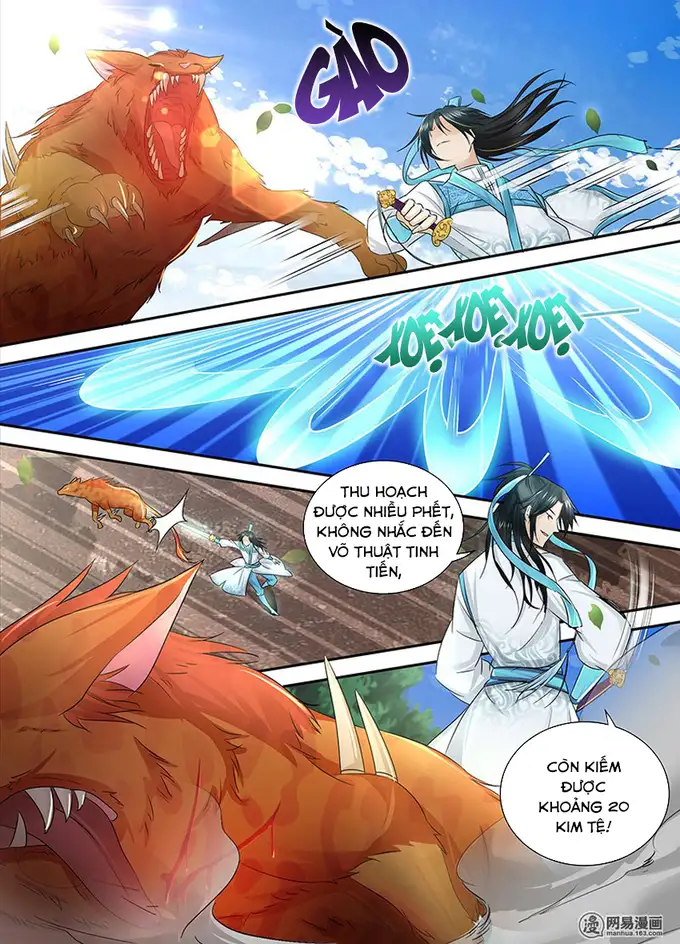 GÀO
XOẸT XOẸT XOẸT
THU HOẠCH
ĐƯỢC NHIỀU PHẾT,
KHÔNG NHẮC ĐẾN
VÕ THUẬT TINH
TIẾN,
CÒN KIẾM
ĐƯỢC
KHOẢNG 20
KIM TỆ!
网易漫画
manhua.163.com